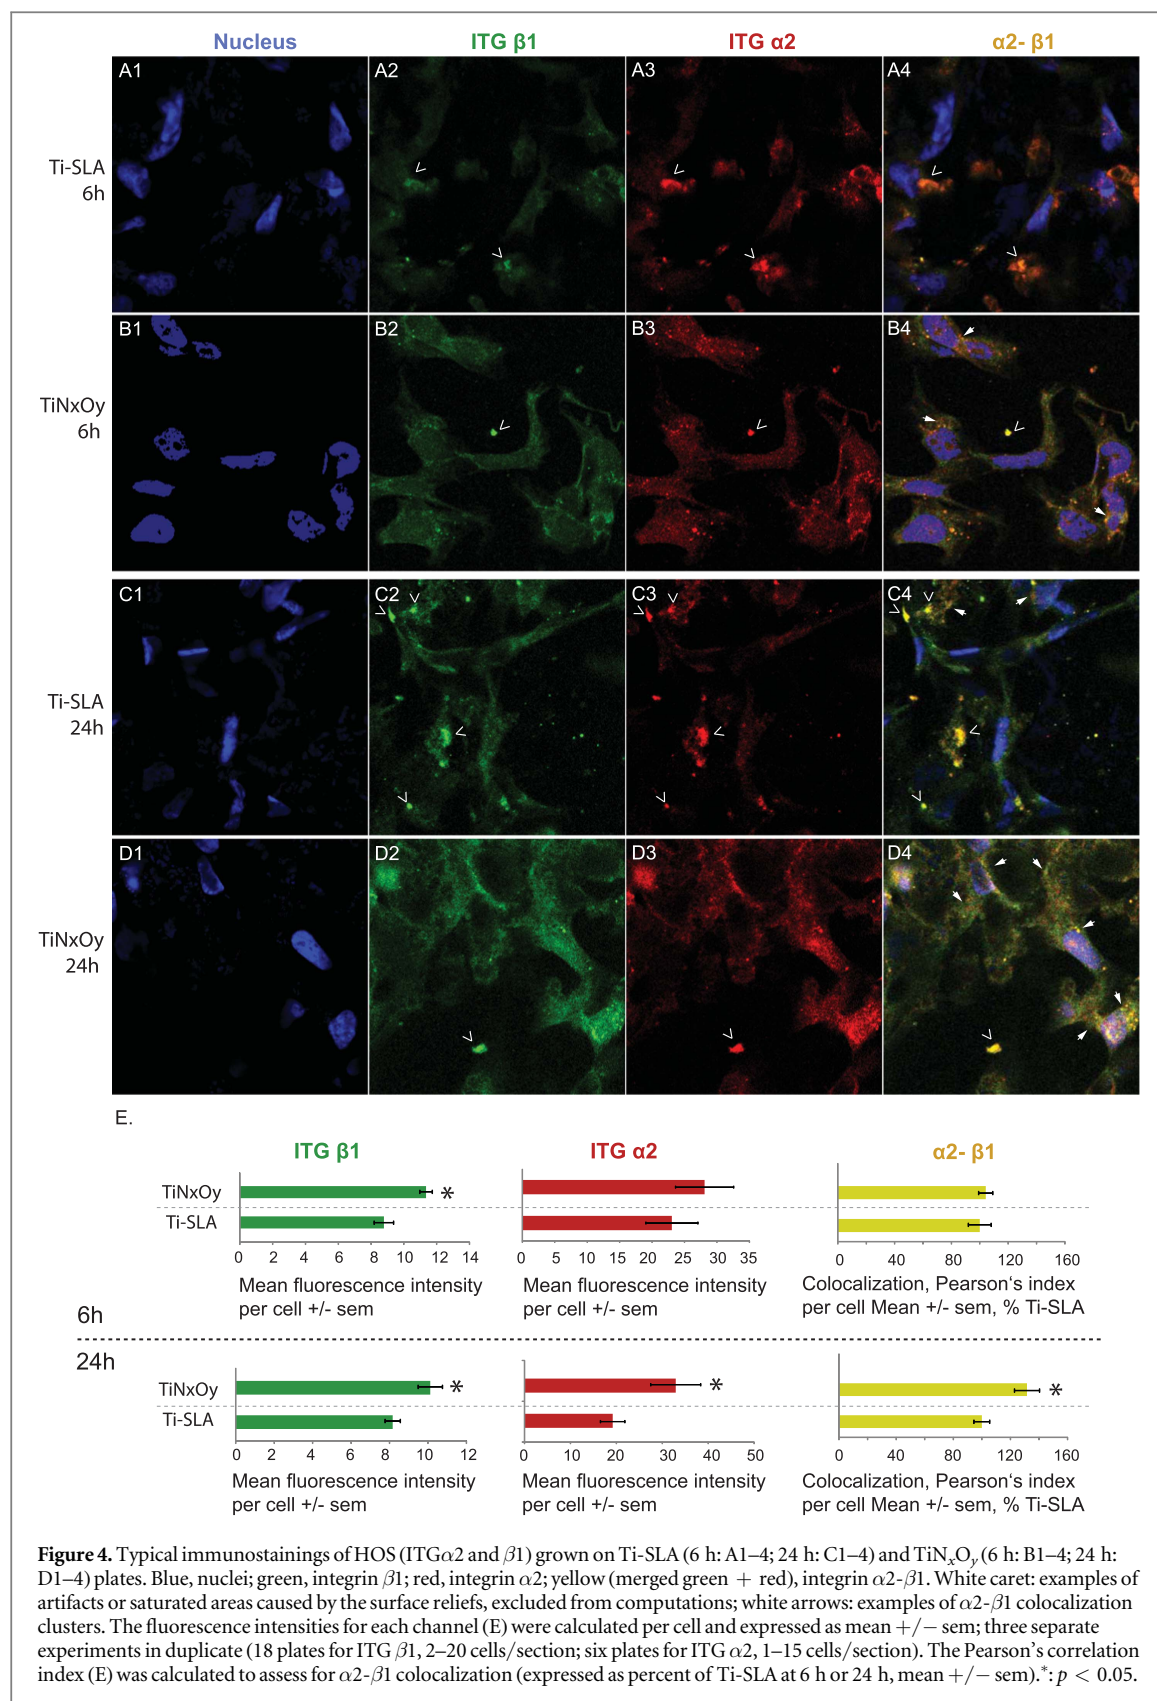 Nucleus ITG β1 ITG α2 α2- β1
A1 A2 A3 A4
Ti-SLA
6h
B1 B2 B3 B4
TiNxOy
6h
C1 C2 C3 C4
Ti-SLA
24h
D1 D2 D3 D4
TiNxOy
24h
E.
ITG β1 ITG α2 α2- β1
TiNxOy *
Ti-SLA
0 2 4 6 8 10 12 14 0 5 10 15 20 25 30 35 0 40 80 120 160
Mean fluorescence intensity Mean fluorescence intensity Colocalization, Pearson‘s index
per cell +/- sem per cell +/- sem per cell Mean +/- sem, % Ti-SLA
6h
24h
TiNxOy * * *
Ti-SLA
0 2 4 6 8 10 12 0 10 20 30 40 50 0 40 80 120 160
Mean fluorescence intensity Mean fluorescence intensity Colocalization, Pearson‘s index
per cell +/- sem per cell +/- sem per cell Mean +/- sem, % Ti-SLA
Figure 4. Typical immunostainings of HOS (ITGα2 and β1) grown on Ti-SLA (6 h: A1–4; 24 h: C1–4) and TiNxOy (6 h: B1–4; 24 h:
D1–4) plates. Blue, nuclei; green, integrin β1; red, integrin α2; yellow (merged green + red), integrin α2-β1. White caret: examples of
artifacts or saturated areas caused by the surface reliefs, excluded from computations; white arrows: examples of α2-β1 colocalization
clusters. The fluorescence intensities for each channel (E) were calculated per cell and expressed as mean +/− sem; three separate
experiments in duplicate (18 plates for ITG β1, 2–20 cells/section; six plates for ITG α2, 1–15 cells/section). The Pearson's correlation
index (E) was calculated to assess for α2-β1 colocalization (expressed as percent of Ti-SLA at 6 h or 24 h, mean +/− sem).*: p < 0.05.